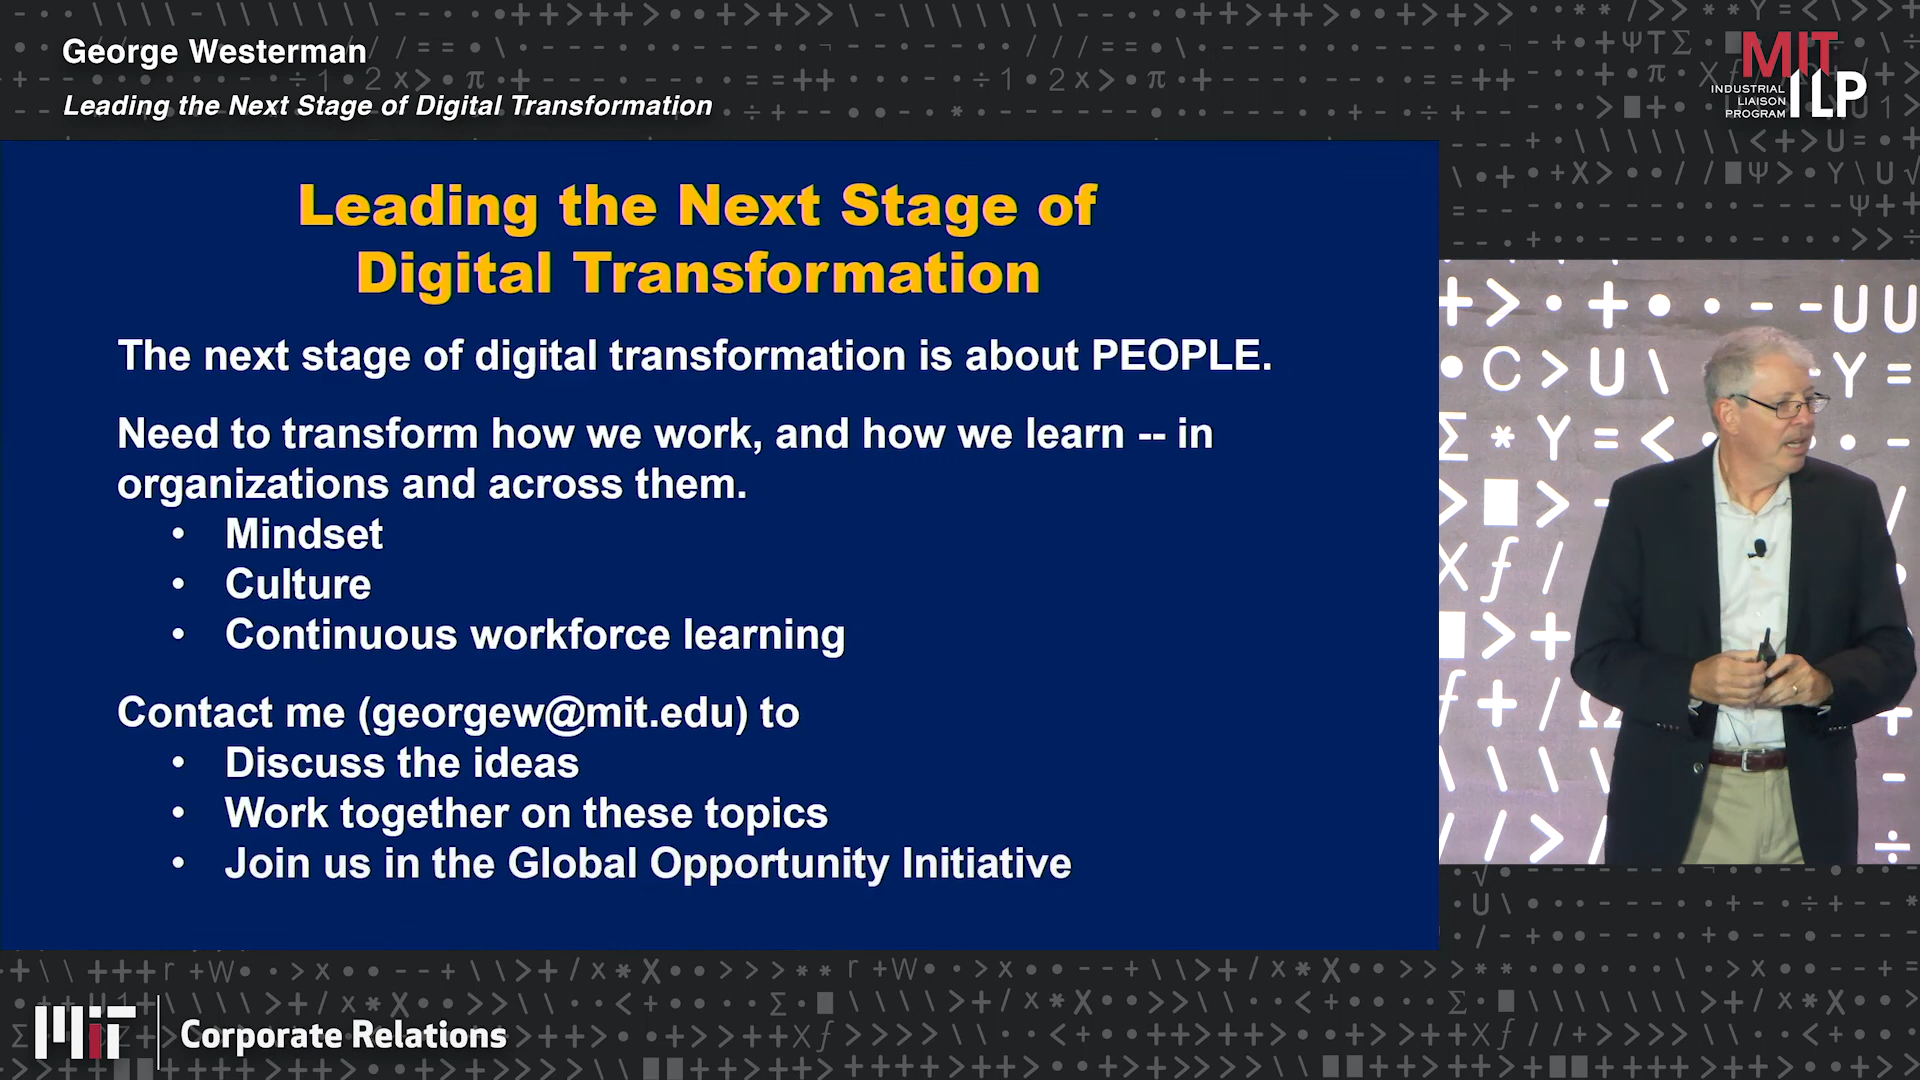 George Westerman
Leading the Next Stage of Digital Transformation
MIT
INDUSTRIAL
LIAISON
PROGRAM
ILP
Leading the Next Stage of
Digital Transformation
The next stage of digital transformation is about PEOPLE.
Need to transform how we work, and how we learn -- in
organizations and across them.
• Mindset
• Culture
• Continuous workforce learning
Contact me (georgew@mit.edu) to
• Discuss the ideas
• Work together on these topics
• Join us in the Global Opportunity Initiative
MIT
Corporate Relations